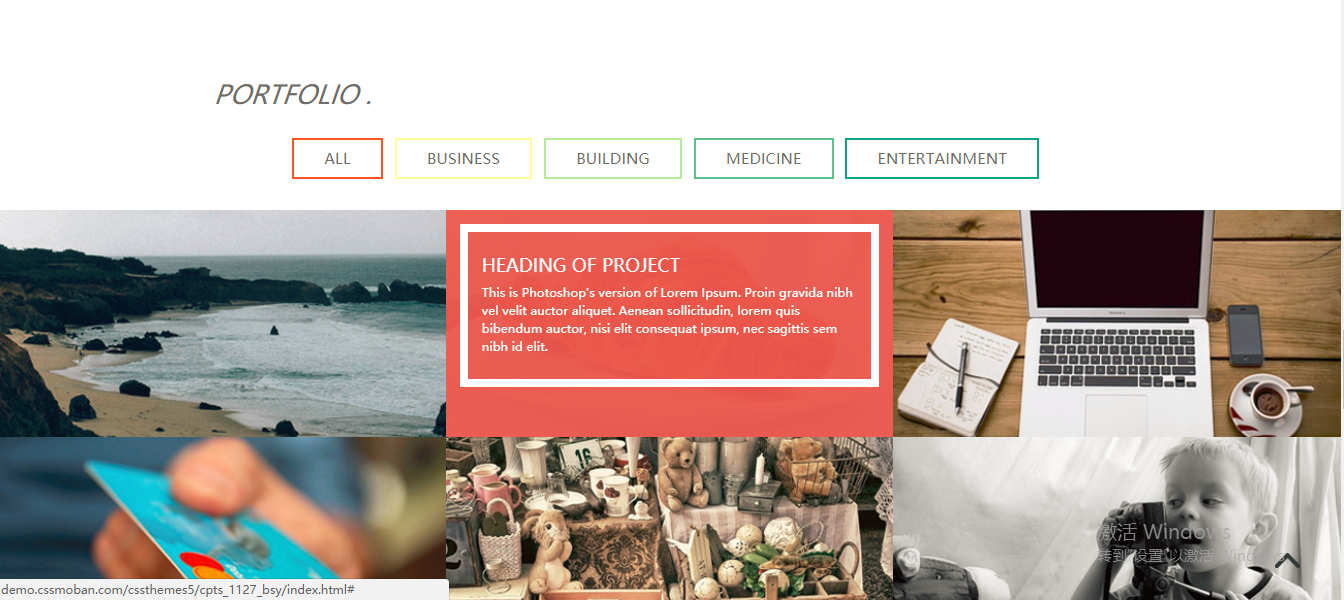 PORTFOLIO .
ALL
BUSINESS
BUILDING
MEDICINE
ENTERTAINMENT
HEADING OF PROJECT
This is Photoshop's version of Lorem Ipsum. Proin gravida nibh
vel velit auctor aliquet. Aenean sollicitudin, lorem quis
bibendum auctor, nisi elit consequat ipsum, nec sagittis sem
nibh id elit.
16
激活 Windows
转到"设置"以激活 Windows
demo.cssmoban.com/cssthemes5/cpts_1127_bsy/index.html#